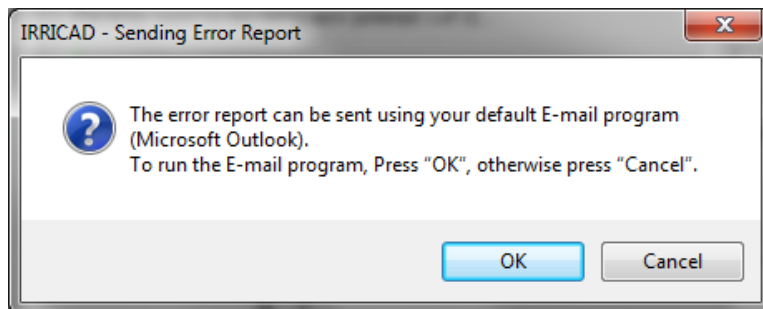 IRRICAD - Sending Error Report
The error report can be sent using your default E-mail program
(Microsoft Outlook).
To run the E-mail program, Press “OK”, otherwise press “Cancel”.
OK
Cancel